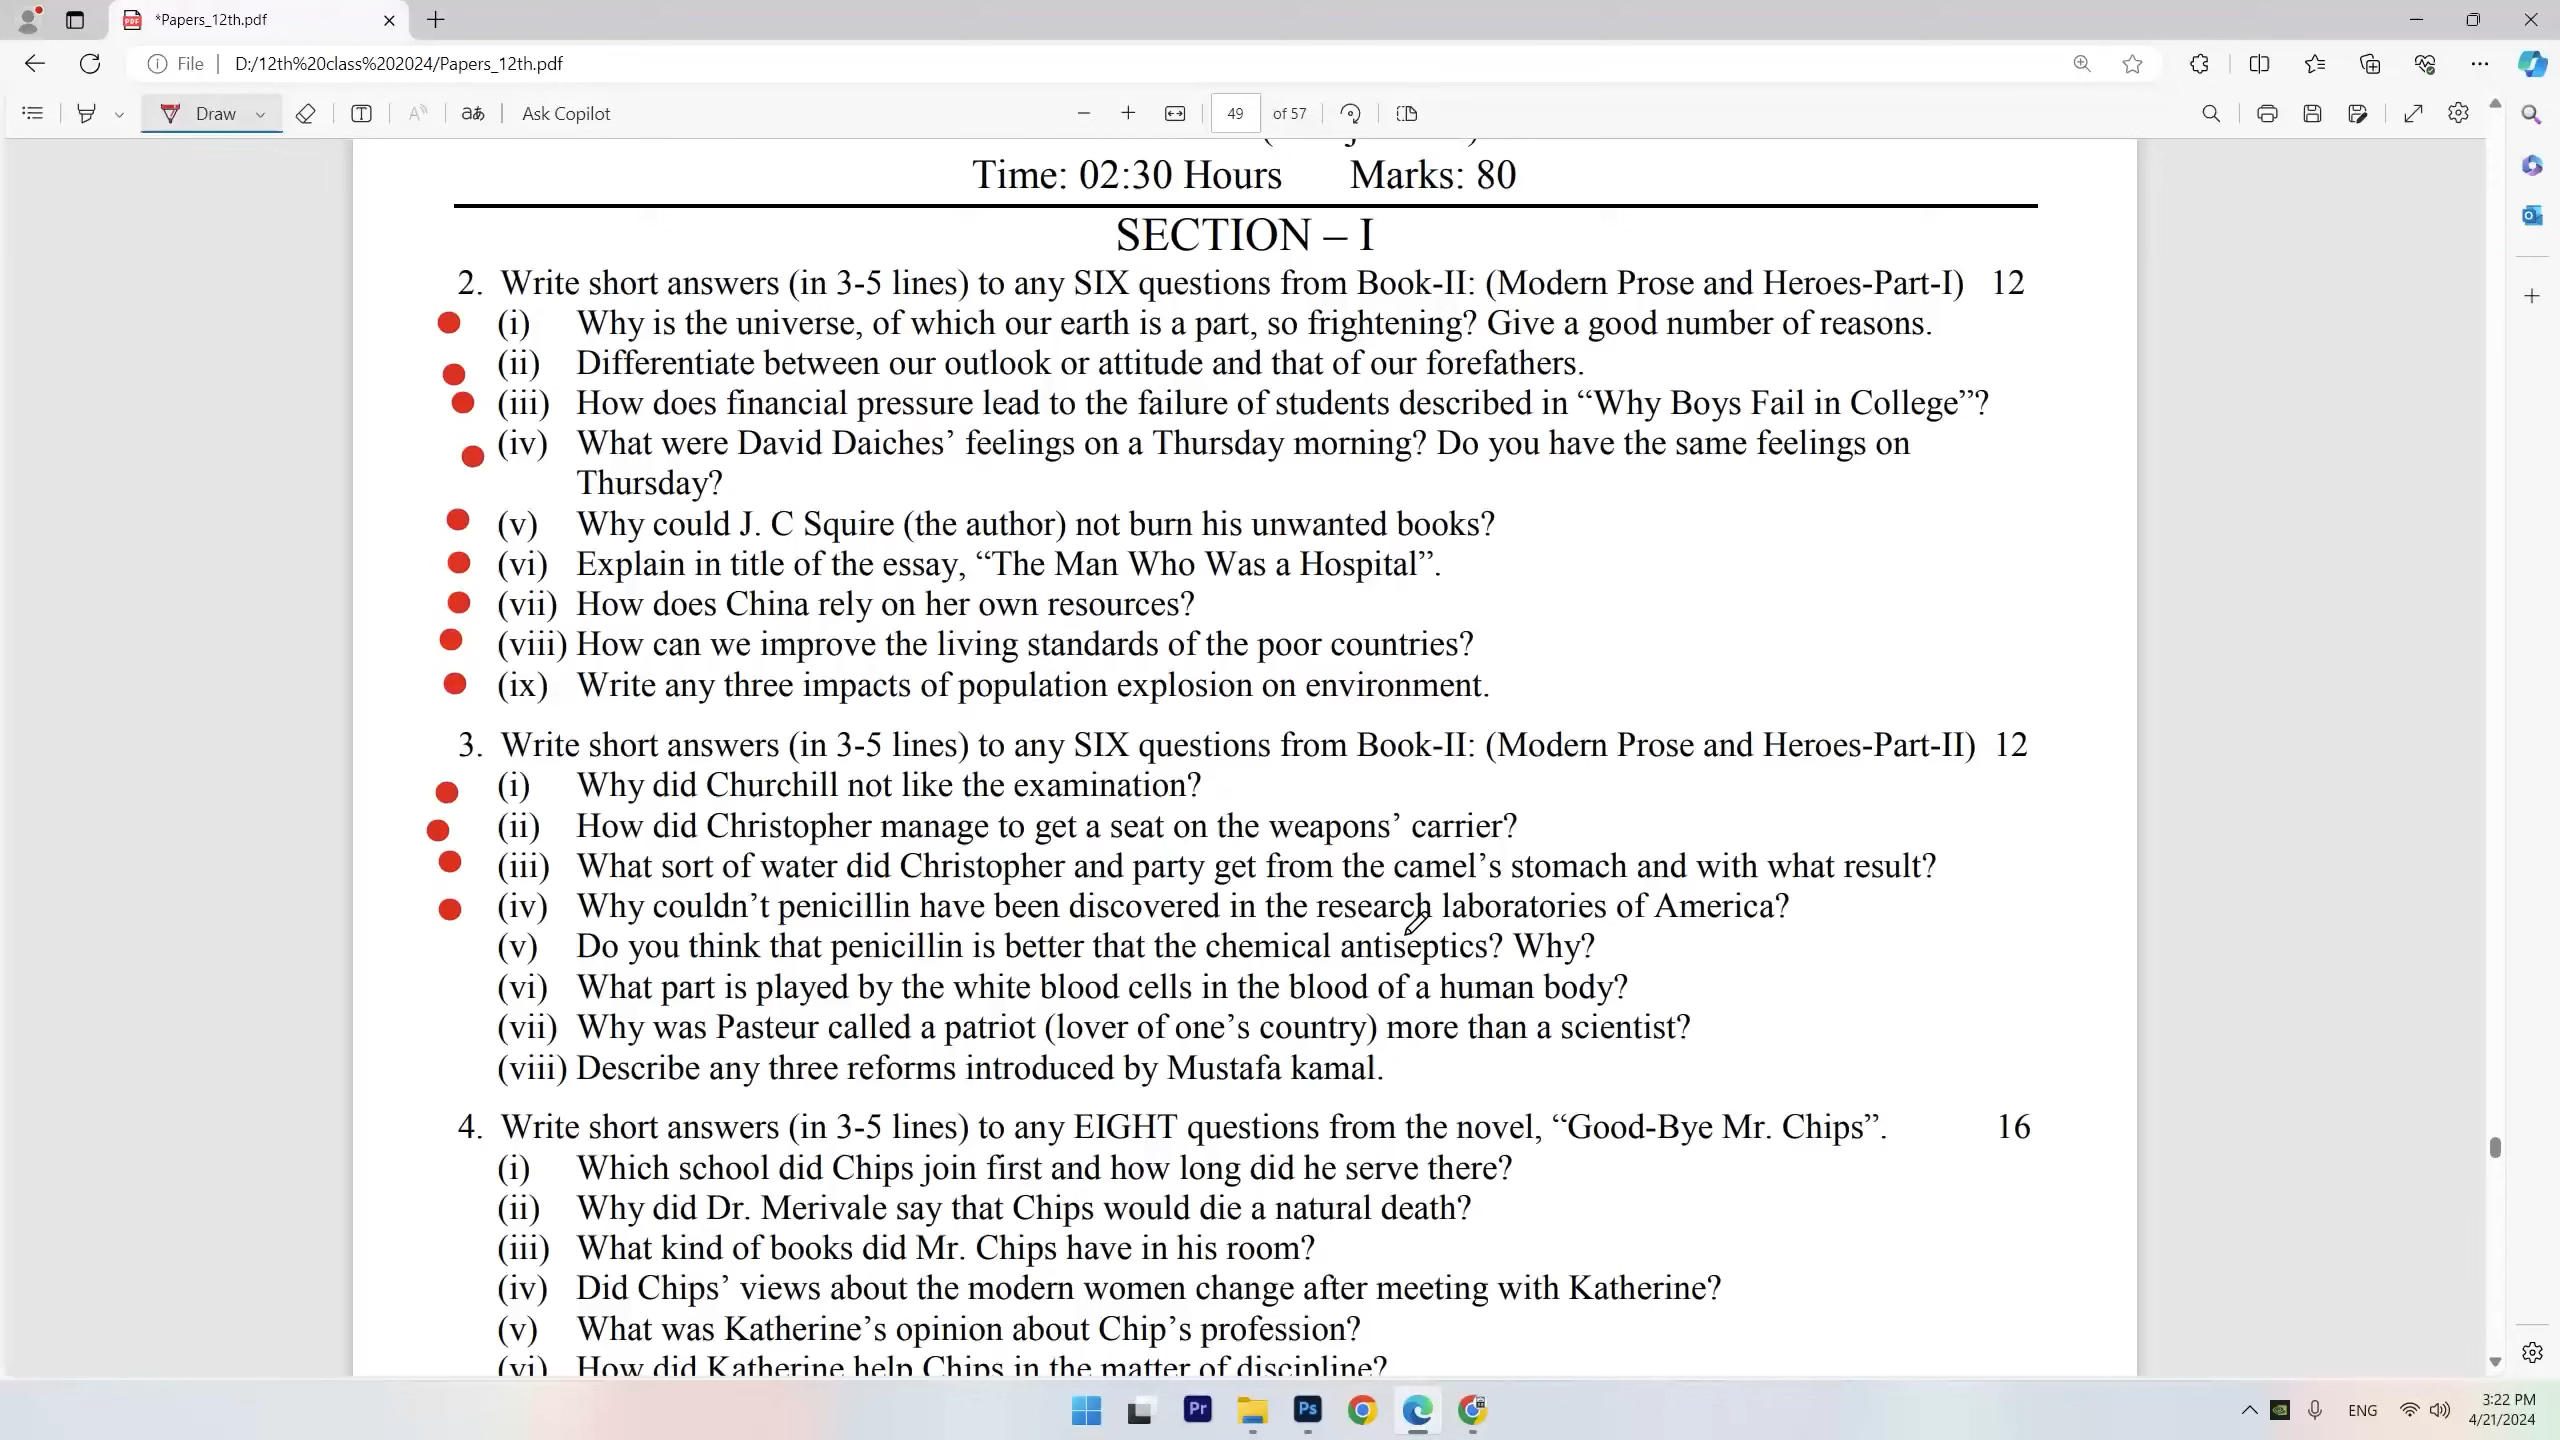 *Papers_12th.pdf
File D:/12th%20class%202024/Papers_12th.pdf
Draw aあ Ask Copilot 49 of 57
Time: 02:30 Hours Marks: 80
SECTION – I
2. Write short answers (in 3-5 lines) to any SIX questions from Book-II: (Modern Prose and Heroes-Part-I) 12
(i) Why is the universe, of which our earth is a part, so frightening? Give a good number of reasons.
(ii) Differentiate between our outlook or attitude and that of our forefathers.
(iii) How does financial pressure lead to the failure of students described in “Why Boys Fail in College”?
(iv) What were David Daiches’ feelings on a Thursday morning? Do you have the same feelings on
Thursday?
(v) Why could J. C Squire (the author) not burn his unwanted books?
(vi) Explain in title of the essay, “The Man Who Was a Hospital”.
(vii) How does China rely on her own resources?
(viii) How can we improve the living standards of the poor countries?
(ix) Write any three impacts of population explosion on environment.
3. Write short answers (in 3-5 lines) to any SIX questions from Book-II: (Modern Prose and Heroes-Part-II) 12
(i) Why did Churchill not like the examination?
(ii) How did Christopher manage to get a seat on the weapons’ carrier?
(iii) What sort of water did Christopher and party get from the camel’s stomach and with what result?
(iv) Why couldn’t penicillin have been discovered in the research laboratories of America?
(v) Do you think that penicillin is better that the chemical antiseptics? Why?
(vi) What part is played by the white blood cells in the blood of a human body?
(vii) Why was Pasteur called a patriot (lover of one’s country) more than a scientist?
(viii) Describe any three reforms introduced by Mustafa kamal.
4. Write short answers (in 3-5 lines) to any EIGHT questions from the novel, “Good-Bye Mr. Chips”. 16
(i) Which school did Chips join first and how long did he serve there?
(ii) Why did Dr. Merivale say that Chips would die a natural death?
(iii) What kind of books did Mr. Chips have in his room?
(iv) Did Chips’ views about the modern women change after meeting with Katherine?
(v) What was Katherine’s opinion about Chip’s profession?
(vi) How did Katherine help Chips in the matter of discipline?
Pr Ps ENG 3:22 PM
4/21/2024